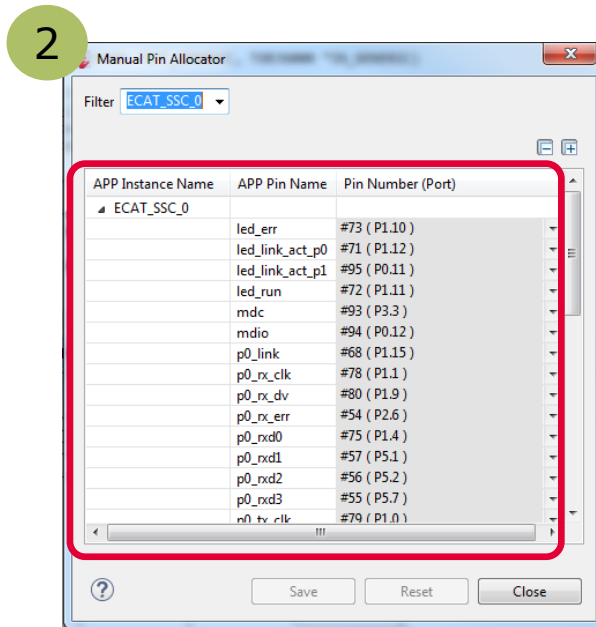 2
Manual Pin Allocator
Filter ECAT_SSC_0
APP Instance Name APP Pin Name Pin Number (Port)
ECAT_SSC_0
led_err #73 ( P1.10 )
led_link_act_p0 #71 ( P1.12 )
led_link_act_p1 #95 ( P0.11 )
led_run #72 ( P1.11 )
mdc #93 ( P3.3 )
mdio #94 ( P0.12 )
p0_link #68 ( P1.15 )
p0_rx_clk #78 ( P1.1 )
p0_rx_dv #80 ( P1.9 )
p0_rx_err #54 ( P2.6 )
p0_rxd0 #75 ( P1.4 )
p0_rxd1 #57 ( P5.1 )
p0_rxd2 #56 ( P5.2 )
p0_rxd3 #55 ( P5.7 )
p0_tx_clk #79 ( P1.0 )
Save Reset Close